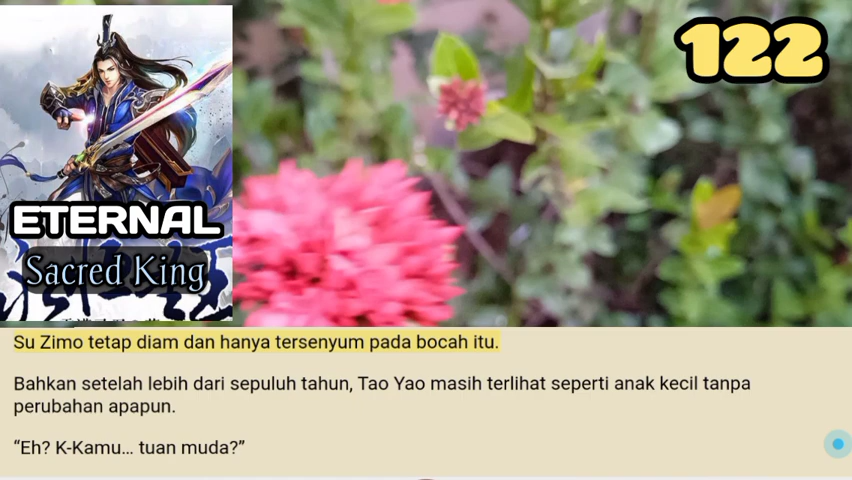 122
ETERNAL
Sacred King
Su Zimo tetap diam dan hanya tersenyum pada bocah itu.
Bahkan setelah lebih dari sepuluh tahun, Tao Yao masih terlihat seperti anak kecil tanpa
perubahan apapun.
“Eh? K-Kamu… tuan muda?”